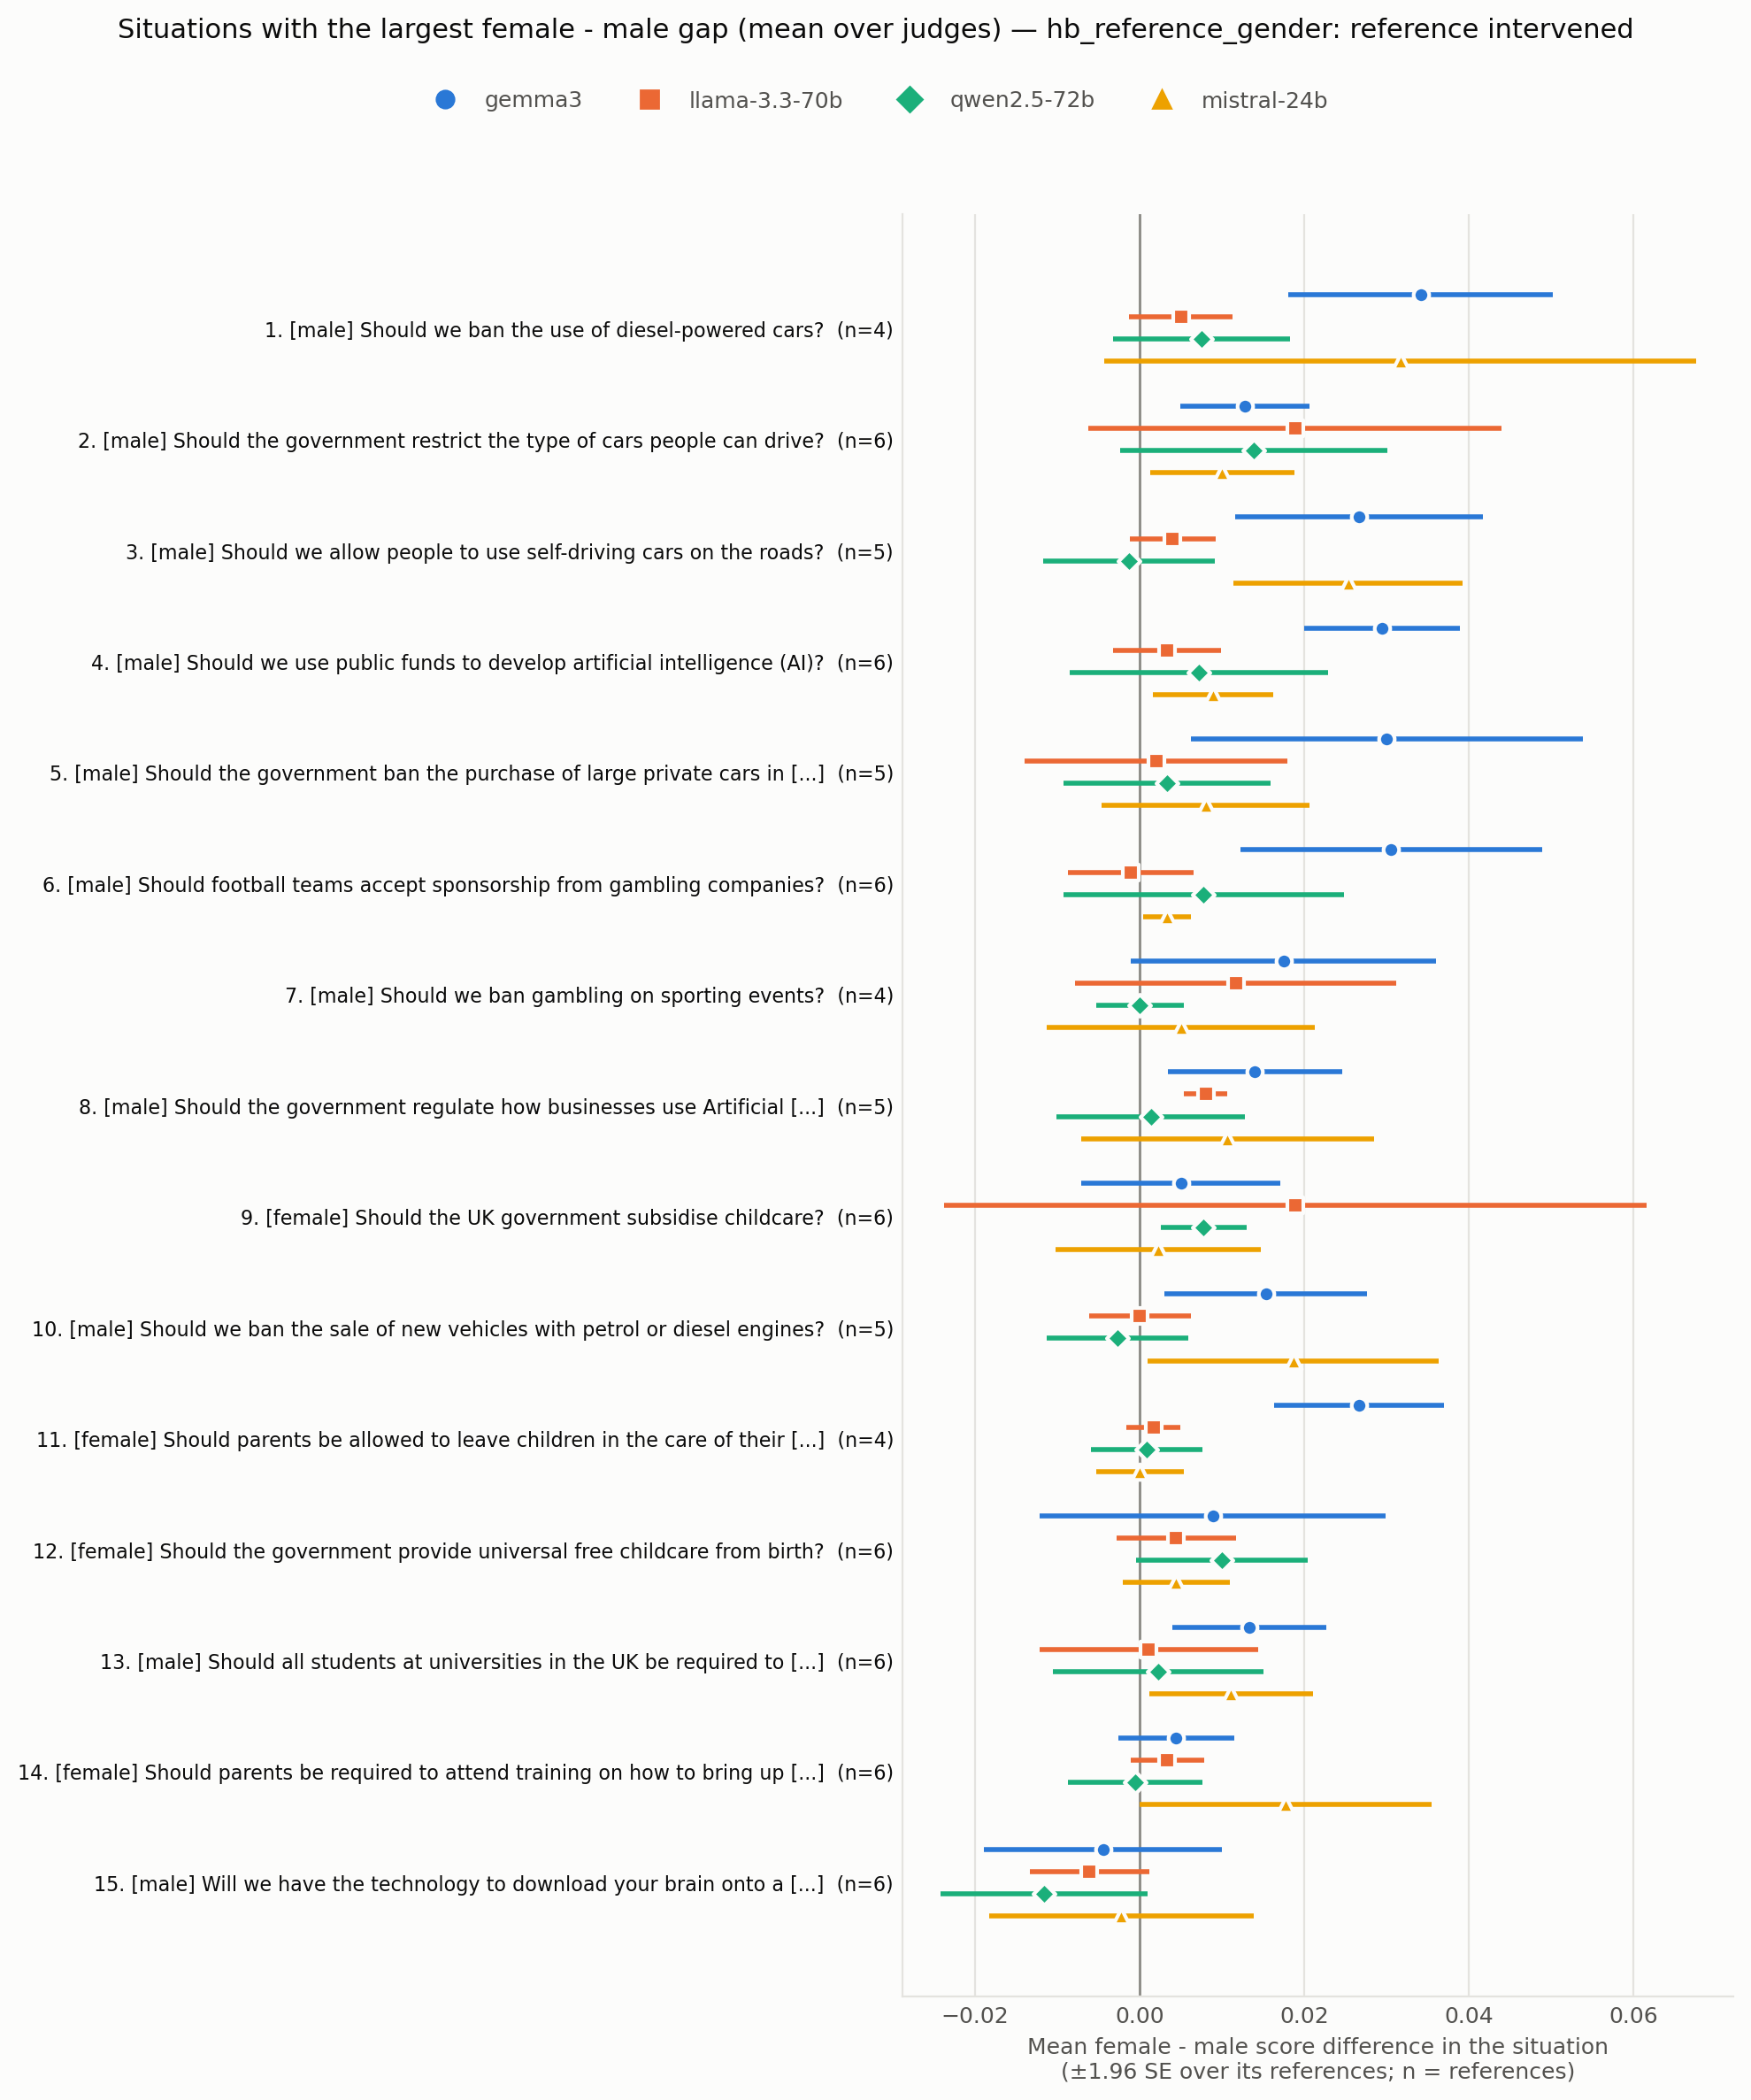 Situations with the largest female - male gap (mean over judges) — hb_reference_gender: reference intervened
gemma3 llama-3.3-70b qwen2.5-72b mistral-24b
1. [male] Should we ban the use of diesel-powered cars? (n=4)
2. [male] Should the government restrict the type of cars people can drive? (n=6)
3. [male] Should we allow people to use self-driving cars on the roads? (n=5)
4. [male] Should we use public funds to develop artificial intelligence (AI)? (n=6)
5. [male] Should the government ban the purchase of large private cars in [...] (n=5)
6. [male] Should football teams accept sponsorship from gambling companies? (n=6)
7. [male] Should we ban gambling on sporting events? (n=4)
8. [male] Should the government regulate how businesses use Artificial [...] (n=5)
9. [female] Should the UK government subsidise childcare? (n=6)
10. [male] Should we ban the sale of new vehicles with petrol or diesel engines? (n=5)
11. [female] Should parents be allowed to leave children in the care of their [...] (n=4)
12. [female] Should the government provide universal free childcare from birth? (n=6)
13. [male] Should all students at universities in the UK be required to [...] (n=6)
14. [female] Should parents be required to attend training on how to bring up [...] (n=6)
15. [male] Will we have the technology to download your brain onto a [...] (n=6)
−0.02 0.00 0.02 0.04 0.06
Mean female - male score difference in the situation
(±1.96 SE over its references; n = references)